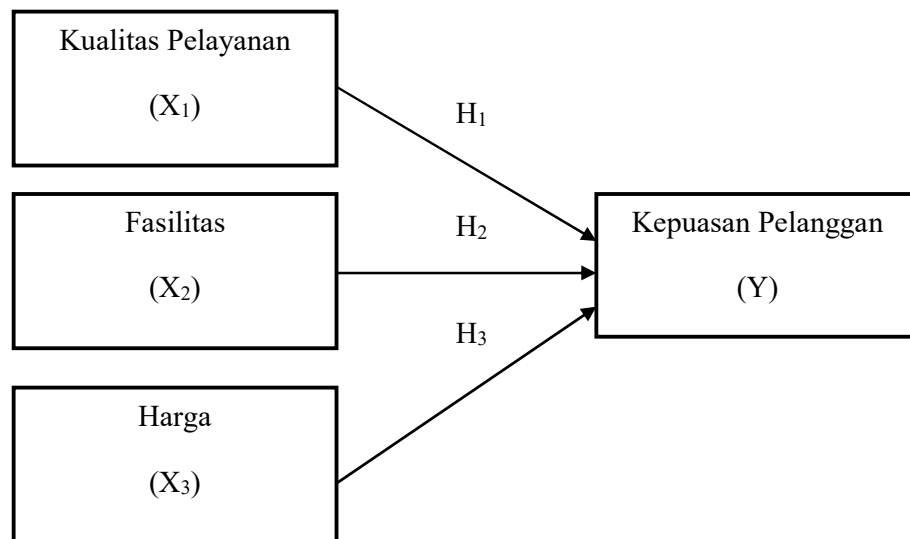 Kualitas Pelayanan
(X₁)
H₁
Fasilitas
(X₂)
H₂
Kepuasan Pelanggan
(Y)
H₃
Harga
(X₃)